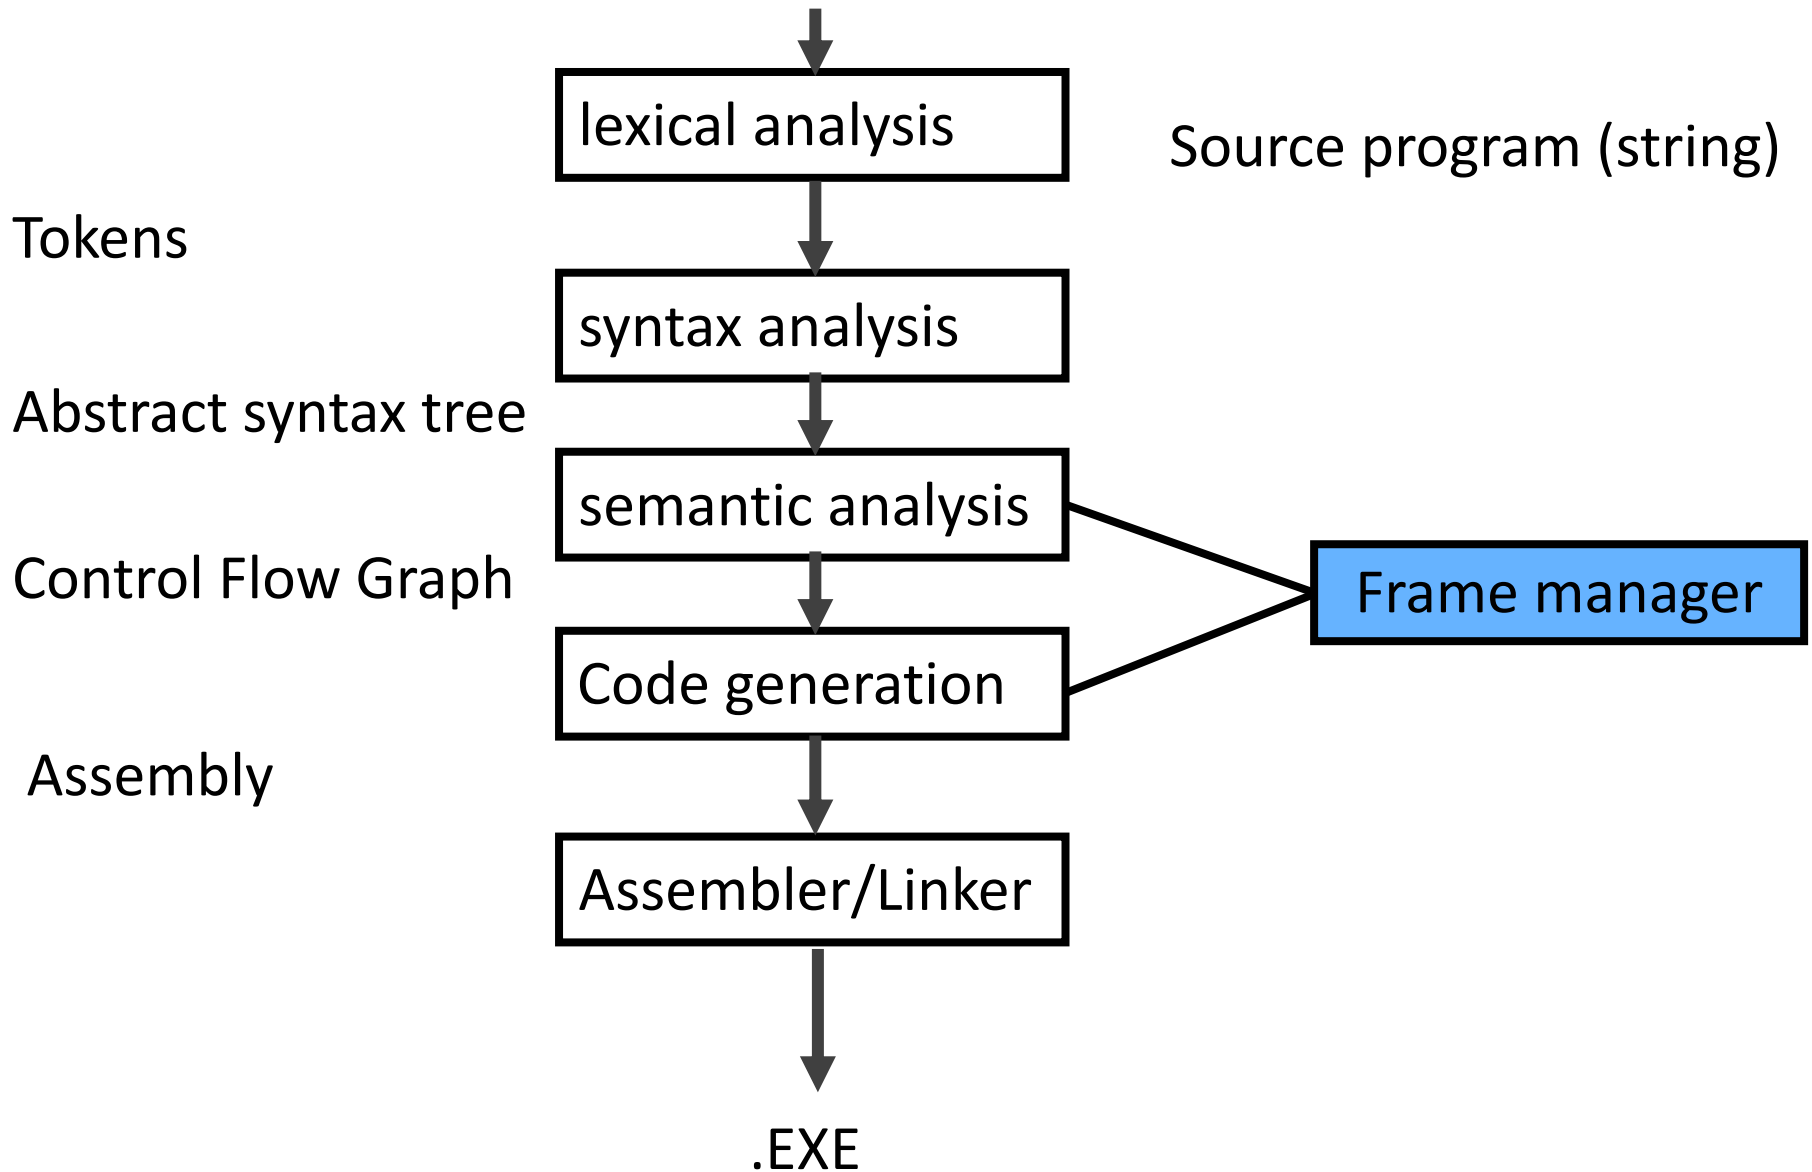 lexical analysis
Source program (string)
Tokens
syntax analysis
Abstract syntax tree
semantic analysis
Control Flow Graph
Frame manager
Code generation
Assembly
Assembler/Linker
.EXE